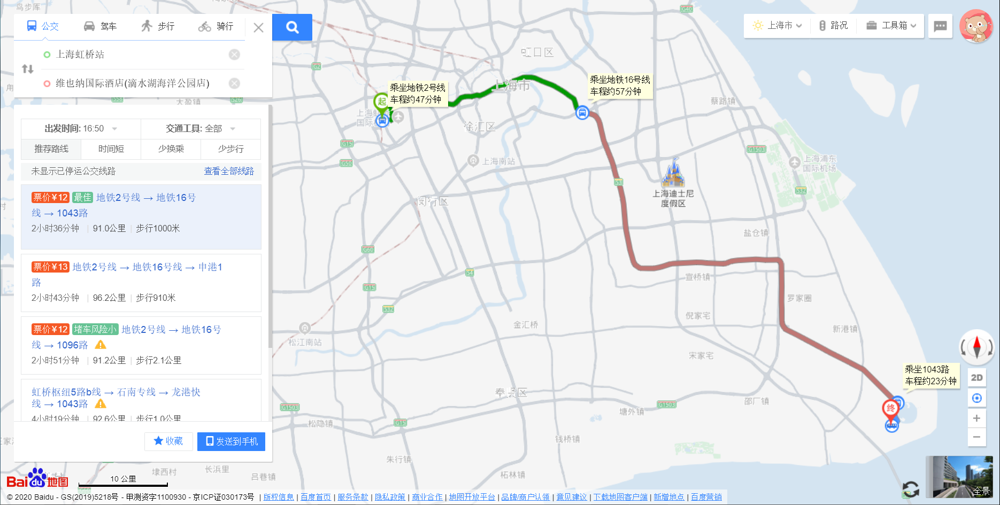 公交
驾车
步行
骑行
上海虹桥站
维也纳国际酒店(滴水湖海洋公园店)
出发时间: 16:50
交通工具: 全部
推荐路线
时间短
少换乘
少步行
未显示已停运公交线路
查看全部线路
票价¥12 最佳 地铁2号线 → 地铁16号
线 → 1043路
2小时36分钟 | 91.0公里 | 步行1000米
票价¥13 地铁2号线 → 地铁16号线 → 申港1
路
2小时43分钟 | 96.2公里 | 步行910米
票价¥12 堵车风险小 地铁2号线 → 地铁16号
线 → 1096路
2小时51分钟 | 91.2公里 | 步行2.1公里
虹桥枢纽5路b线 → 石南专线 → 龙港快
线 → 1043路
4小时19分钟 | 92.6公里 | 步行1.0公里
收藏
发送到手机
上海市
路况
工具箱
鸟步厍
大盈镇
虹口区
G40
G2
S26
乘坐地铁2号线
车程约47分钟
起
上海市
乘坐地铁16号线
车程约57分钟
蔡路镇
徐汇区
G15
G50
上海南站
G1503
上海浦东
国际机场
S3
S32
上海迪士尼
度假区
闵行区
盐仓镇
G60
S4
宣桥镇
G15
罗家圈
S32
倪家宅
金汇桥
新港镇
松江南站
宋家宅
奉贤区
乘坐1043路
车程约23分钟
邵厂镇
G1503
G1503
塘外镇
终
2D
G15
松隐镇
钱桥镇
朱行镇
柘林镇
埭西村
长浜里
吕巷镇
全景
Bai du 地图
10 公里
© 2020 Baidu - GS(2019)5218号 - 甲测资字1100930 - 京ICP证030173号 | 版权信息 | 百度首页 | 服务条款 | 隐私政策 | 商业合作 | 地图开放平台 | 品牌/商户认领 | 意见建议 | 下载地图客户端 | 新增地点 | 百度营销